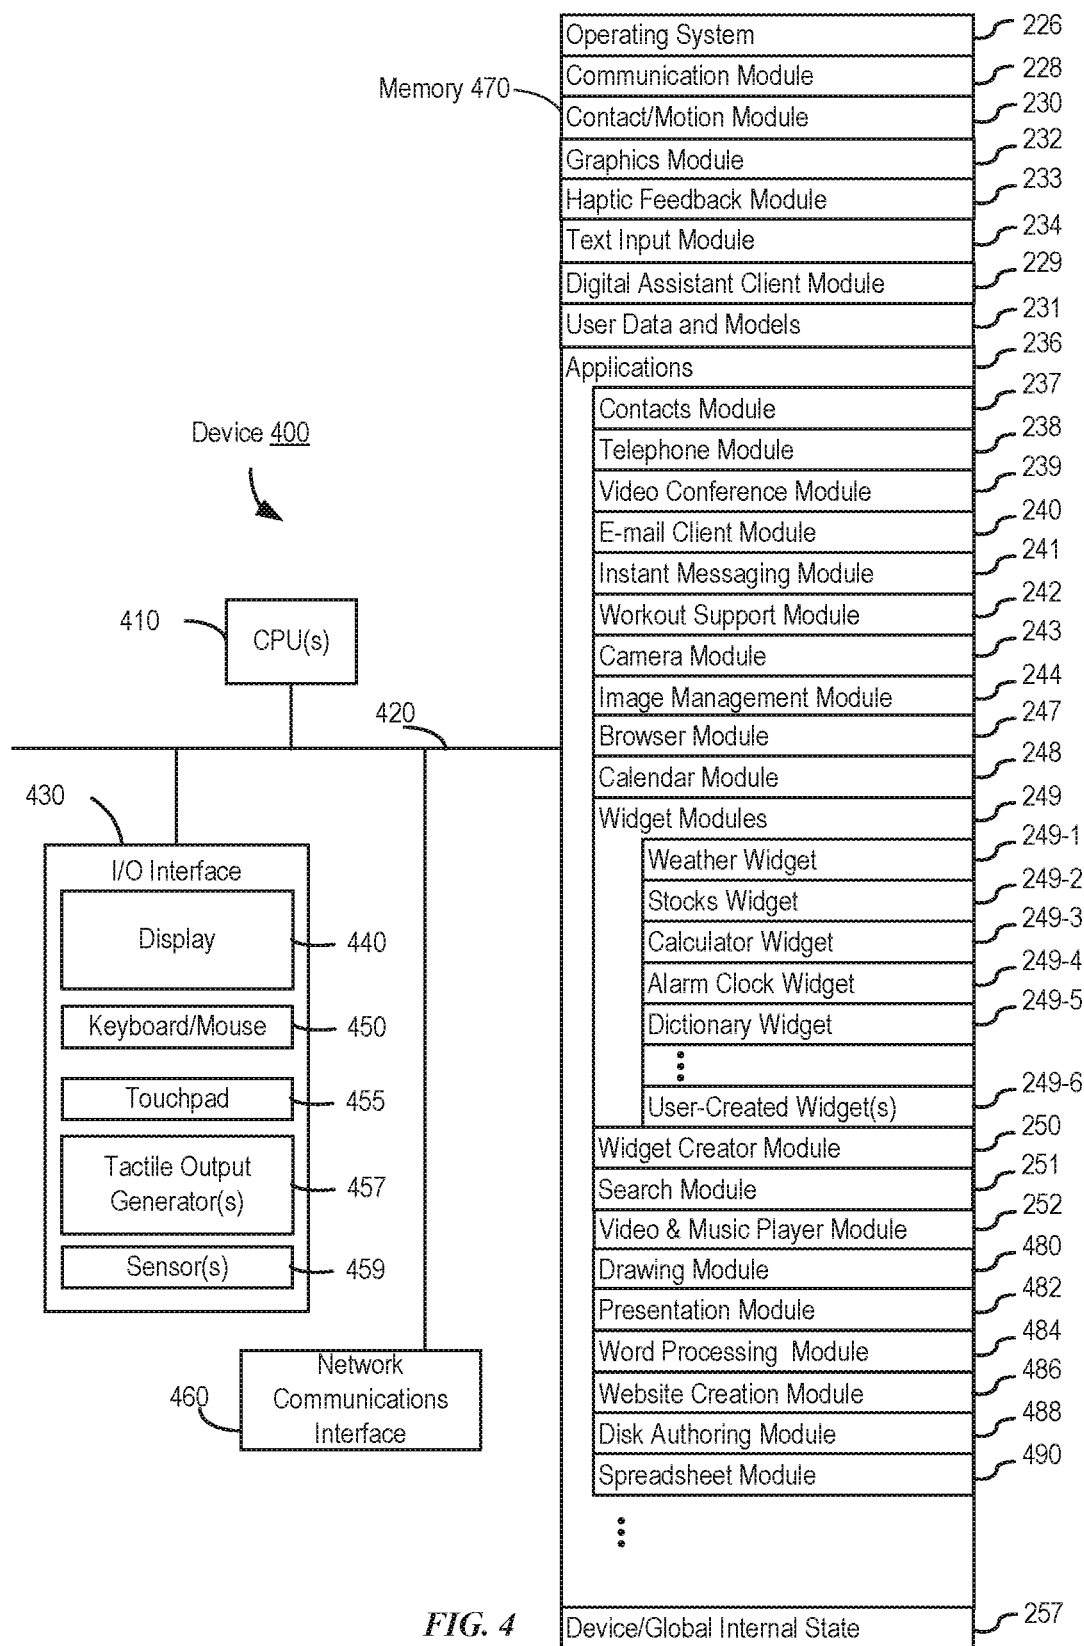 Memory 470
Operating System 226
Communication Module 228
Contact/Motion Module 230
Graphics Module 232
Haptic Feedback Module 233
Text Input Module 234
Digital Assistant Client Module 229
User Data and Models 231
Applications 236
Contacts Module 237
Telephone Module 238
Video Conference Module 239
E-mail Client Module 240
Instant Messaging Module 241
Workout Support Module 242
Camera Module 243
Image Management Module 244
Browser Module 247
Calendar Module 248
Widget Modules 249
Weather Widget 249-1
Stocks Widget 249-2
Calculator Widget 249-3
Alarm Clock Widget 249-4
Dictionary Widget 249-5
User-Created Widget(s) 249-6
Widget Creator Module 250
Search Module 251
Video & Music Player Module 252
Drawing Module 480
Presentation Module 482
Word Processing Module 484
Website Creation Module 486
Disk Authoring Module 488
Spreadsheet Module 490
Device/Global Internal State 257
Device 400
410
CPU(s)
420
430
I/O Interface
Display 440
Keyboard/Mouse 450
Touchpad 455
Tactile Output
Generator(s) 457
Sensor(s) 459
460
Network
Communications
Interface
FIG. 4